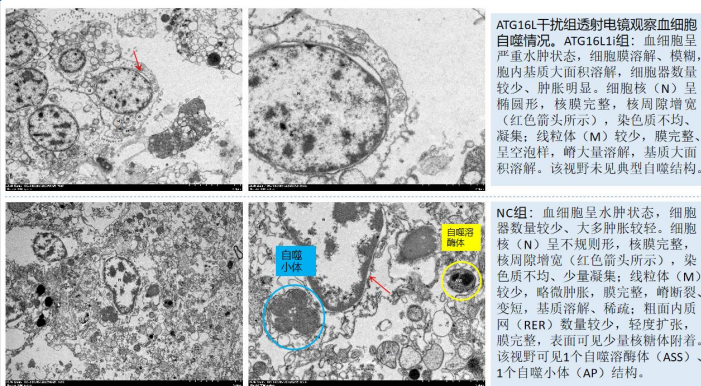 ATG16L干扰组透射电镜观察血细胞
自噬情况。ATG16L1i组：血细胞呈
严重水肿状态，细胞膜溶解、模糊，
胞内基质大面积溶解，细胞器数量
较少、肿胀明显。细胞核（N）呈
椭圆形，核膜完整，核周隙增宽
（红色箭头所示），染色质不均、
凝集；线粒体（M）较少，膜完整、
呈空泡样，嵴大量溶解，基质大面
积溶解。该视野未见典型自噬结构。
自噬
小体
自噬溶
酶体
NC组：血细胞呈水肿状态，细胞
器数量较少、大多肿胀较轻。细胞
核（N）呈不规则形，核膜完整，
核周隙增宽（红色箭头所示），染
色质不均、少量凝集；线粒体（M）
较少，略微肿胀，膜完整，嵴断裂、
变短，基质溶解、稀疏；粗面内质
网（RER）数量较少，轻度扩张，
膜完整，表面可见少量核糖体附着。
该视野可见1个自噬溶酶体（ASS）、
1个自噬小体（AP）结构。